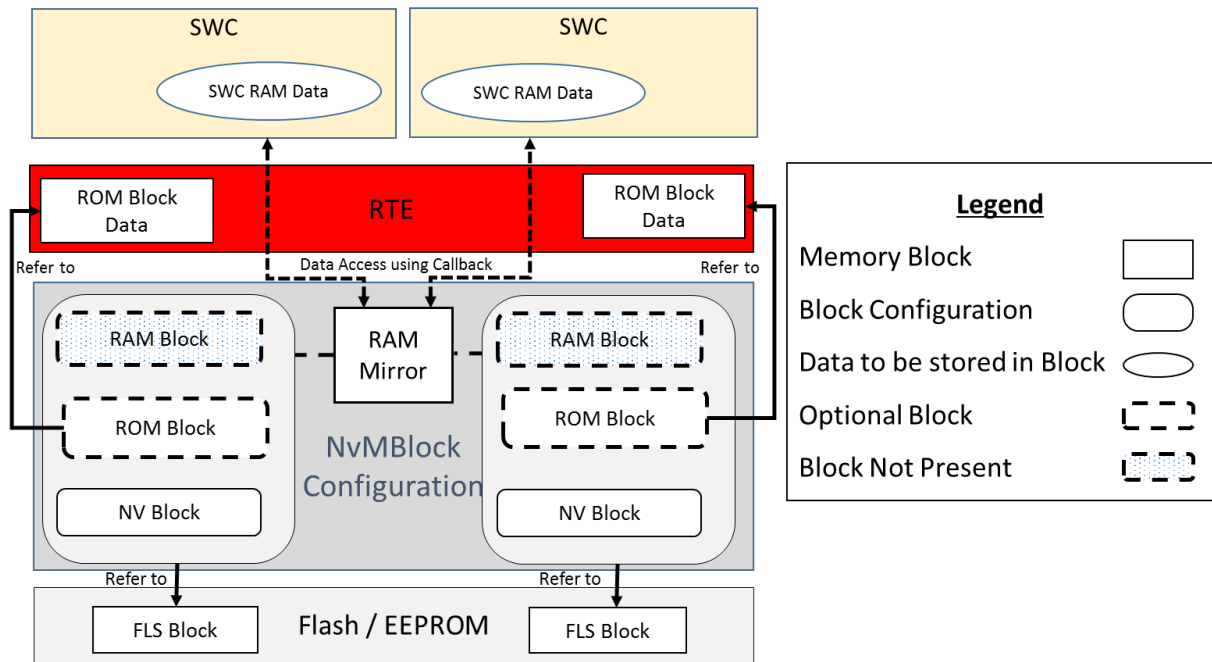 SWC
SWC
SWC RAM Data
SWC RAM Data
ROM Block
Data
RTE
ROM Block
Data
Refer to
Data Access using Callback
Refer to
RAM Block
RAM
Mirror
RAM Block
ROM Block
ROM Block
NvMBlock
Configuration
NV Block
NV Block
Refer to
Refer to
FLS Block
Flash / EEPROM
FLS Block
Legend
Memory Block
Block Configuration
Data to be stored in Block
Optional Block
Block Not Present